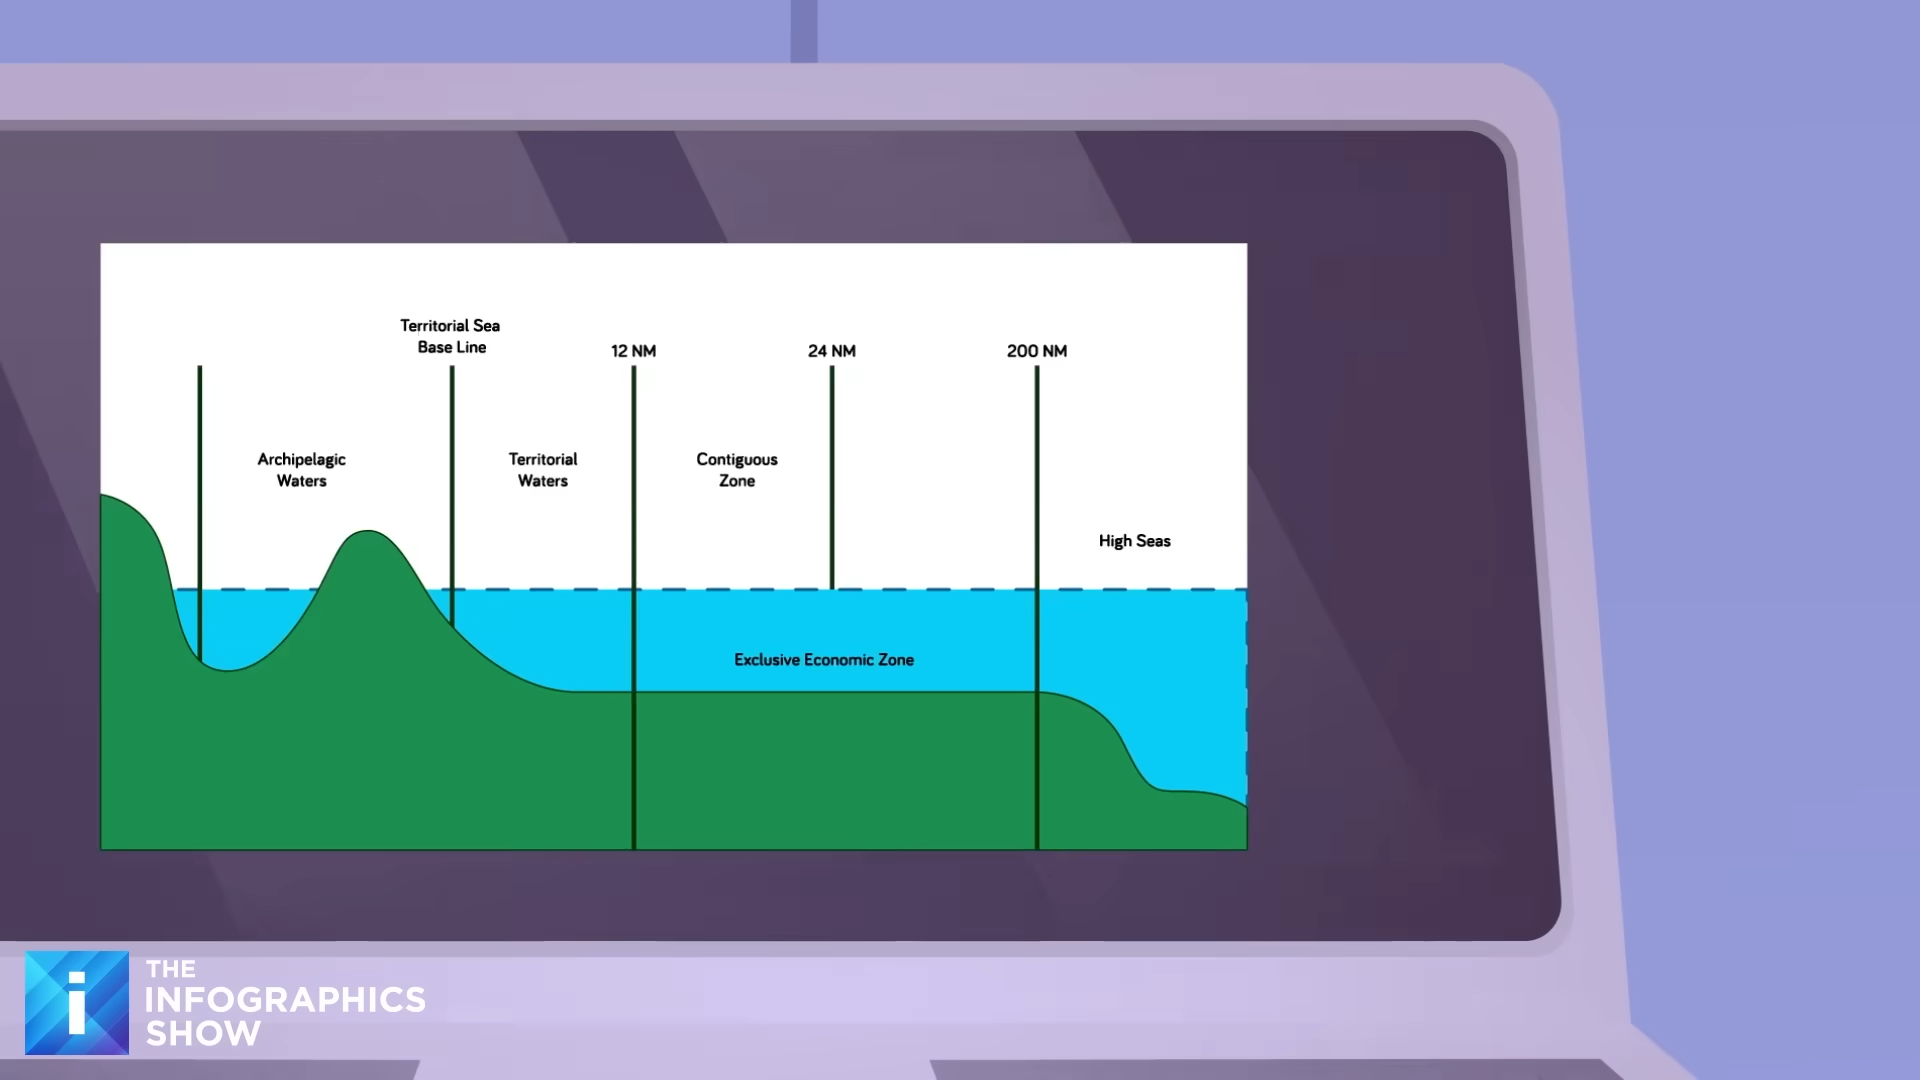 Territorial Sea
Base Line
12 NM
24 NM
200 NM
Archipelagic
Waters
Territorial
Waters
Contiguous
Zone
High Seas
Exclusive Economic Zone
i
THE
INFOGRAPHICS
SHOW